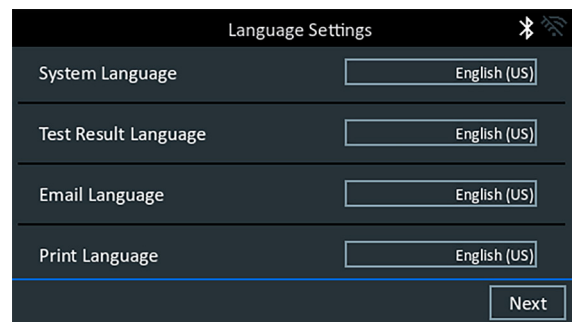 Language Settings
System Language English (US)
Test Result Language English (US)
Email Language English (US)
Print Language English (US)
Next